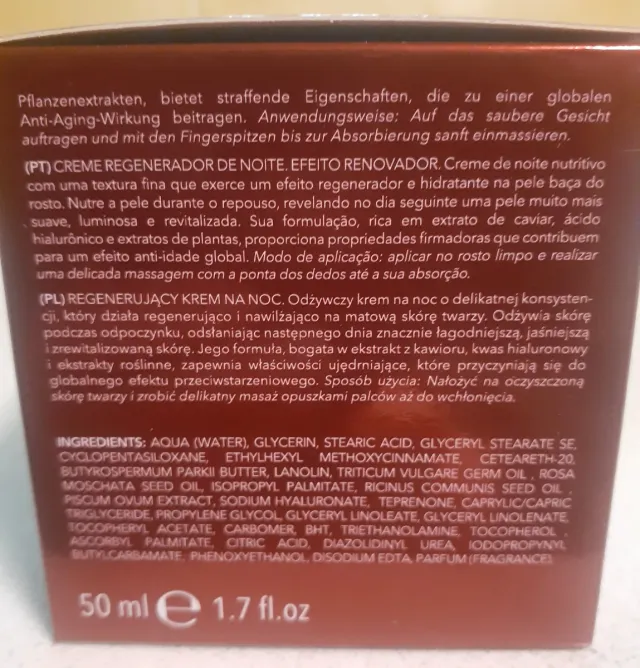 Pflanzenextrakten, bietet straffende Eigenschaften, die zu einer globalen
Anti-Aging-Wirkung beitragen. Anwendungsweise: Auf das saubere Gesicht
auftragen und mit den Fingerspitzen bis zur Absorbierung sanft einmassieren.
(PT) CREME REGENERADOR DE NOITE. EFEITO RENOVADOR. Creme de noite nutritivo
com uma textura fina que exerce um efeito regenerador e hidratante na pele baça do
rosto. Nutre a pele durante o repouso, revelando no dia seguinte uma pele muito mais
suave, luminosa e revitalizada. Sua formulação, rica em extrato de caviar, ácido
hialurônico e extratos de plantas, proporciona propriedades firmadoras que contribuem
para um efeito anti-idade global. Modo de aplicação: aplicar no rosto limpo e realizar
uma delicada massagem com a ponta dos dedos até a sua absorção.
(PL) REGENERUJĄCY KREM NA NOC. Odżywczy krem na noc o delikatnej konsysten-
cji, który działa regenerująco i nawilżająco na matową skórę twarzy. Odżywia skórę
podczas odpoczynku, odsłaniając następnego dnia znacznie łagodniejszą, jaśniejszą
i zrewitalizowaną skórę. Jego formuła, bogata w ekstrakt z kawioru, kwas hialuronowy
i ekstrakty roślinne, zapewnia właściwości ujędrniające, które przyczyniają się do
globalnego efektu przeciwstarzeniowego. Sposób użycia: Nałożyć na oczyszczoną
skórę twarzy i zrobić delikatny masaż opuszkami palców aż do wchłonięcia.
INGREDIENTS: AQUA (WATER), GLYCERIN, STEARIC ACID, GLYCERYL STEARATE SE,
CYCLOPENTASILOXANE, ETHYLHEXYL METHOXYCINNAMATE, CETEARETH-20,
BUTYROSPERMUM PARKII BUTTER, LANOLIN, TRITICUM VULGARE GERM OIL , ROSA
MOSCHATA SEED OIL, ISOPROPYL PALMITATE, RICINUS COMMUNIS SEED OIL ,
PISCUM OVUM EXTRACT, SODIUM HYALURONATE, TEPRENONE, CAPRYLIC/CAPRIC
TRIGLYCERIDE, PROPYLENE GLYCOL, GLYCERYL LINOLEATE, GLYCERYL LINOLENATE,
TOCOPHERYL ACETATE, CARBOMER, BHT, TRIETHANOLAMINE, TOCOPHEROL ,
ASCORBYL PALMITATE, CITRIC ACID, DIAZOLIDINYL UREA, IODOPROPYNYL
BUTYLCARBAMATE, PHENOXYETHANOL, DISODIUM EDTA, PARFUM (FRAGRANCE)
50 ml ℮ 1.7 fl.oz